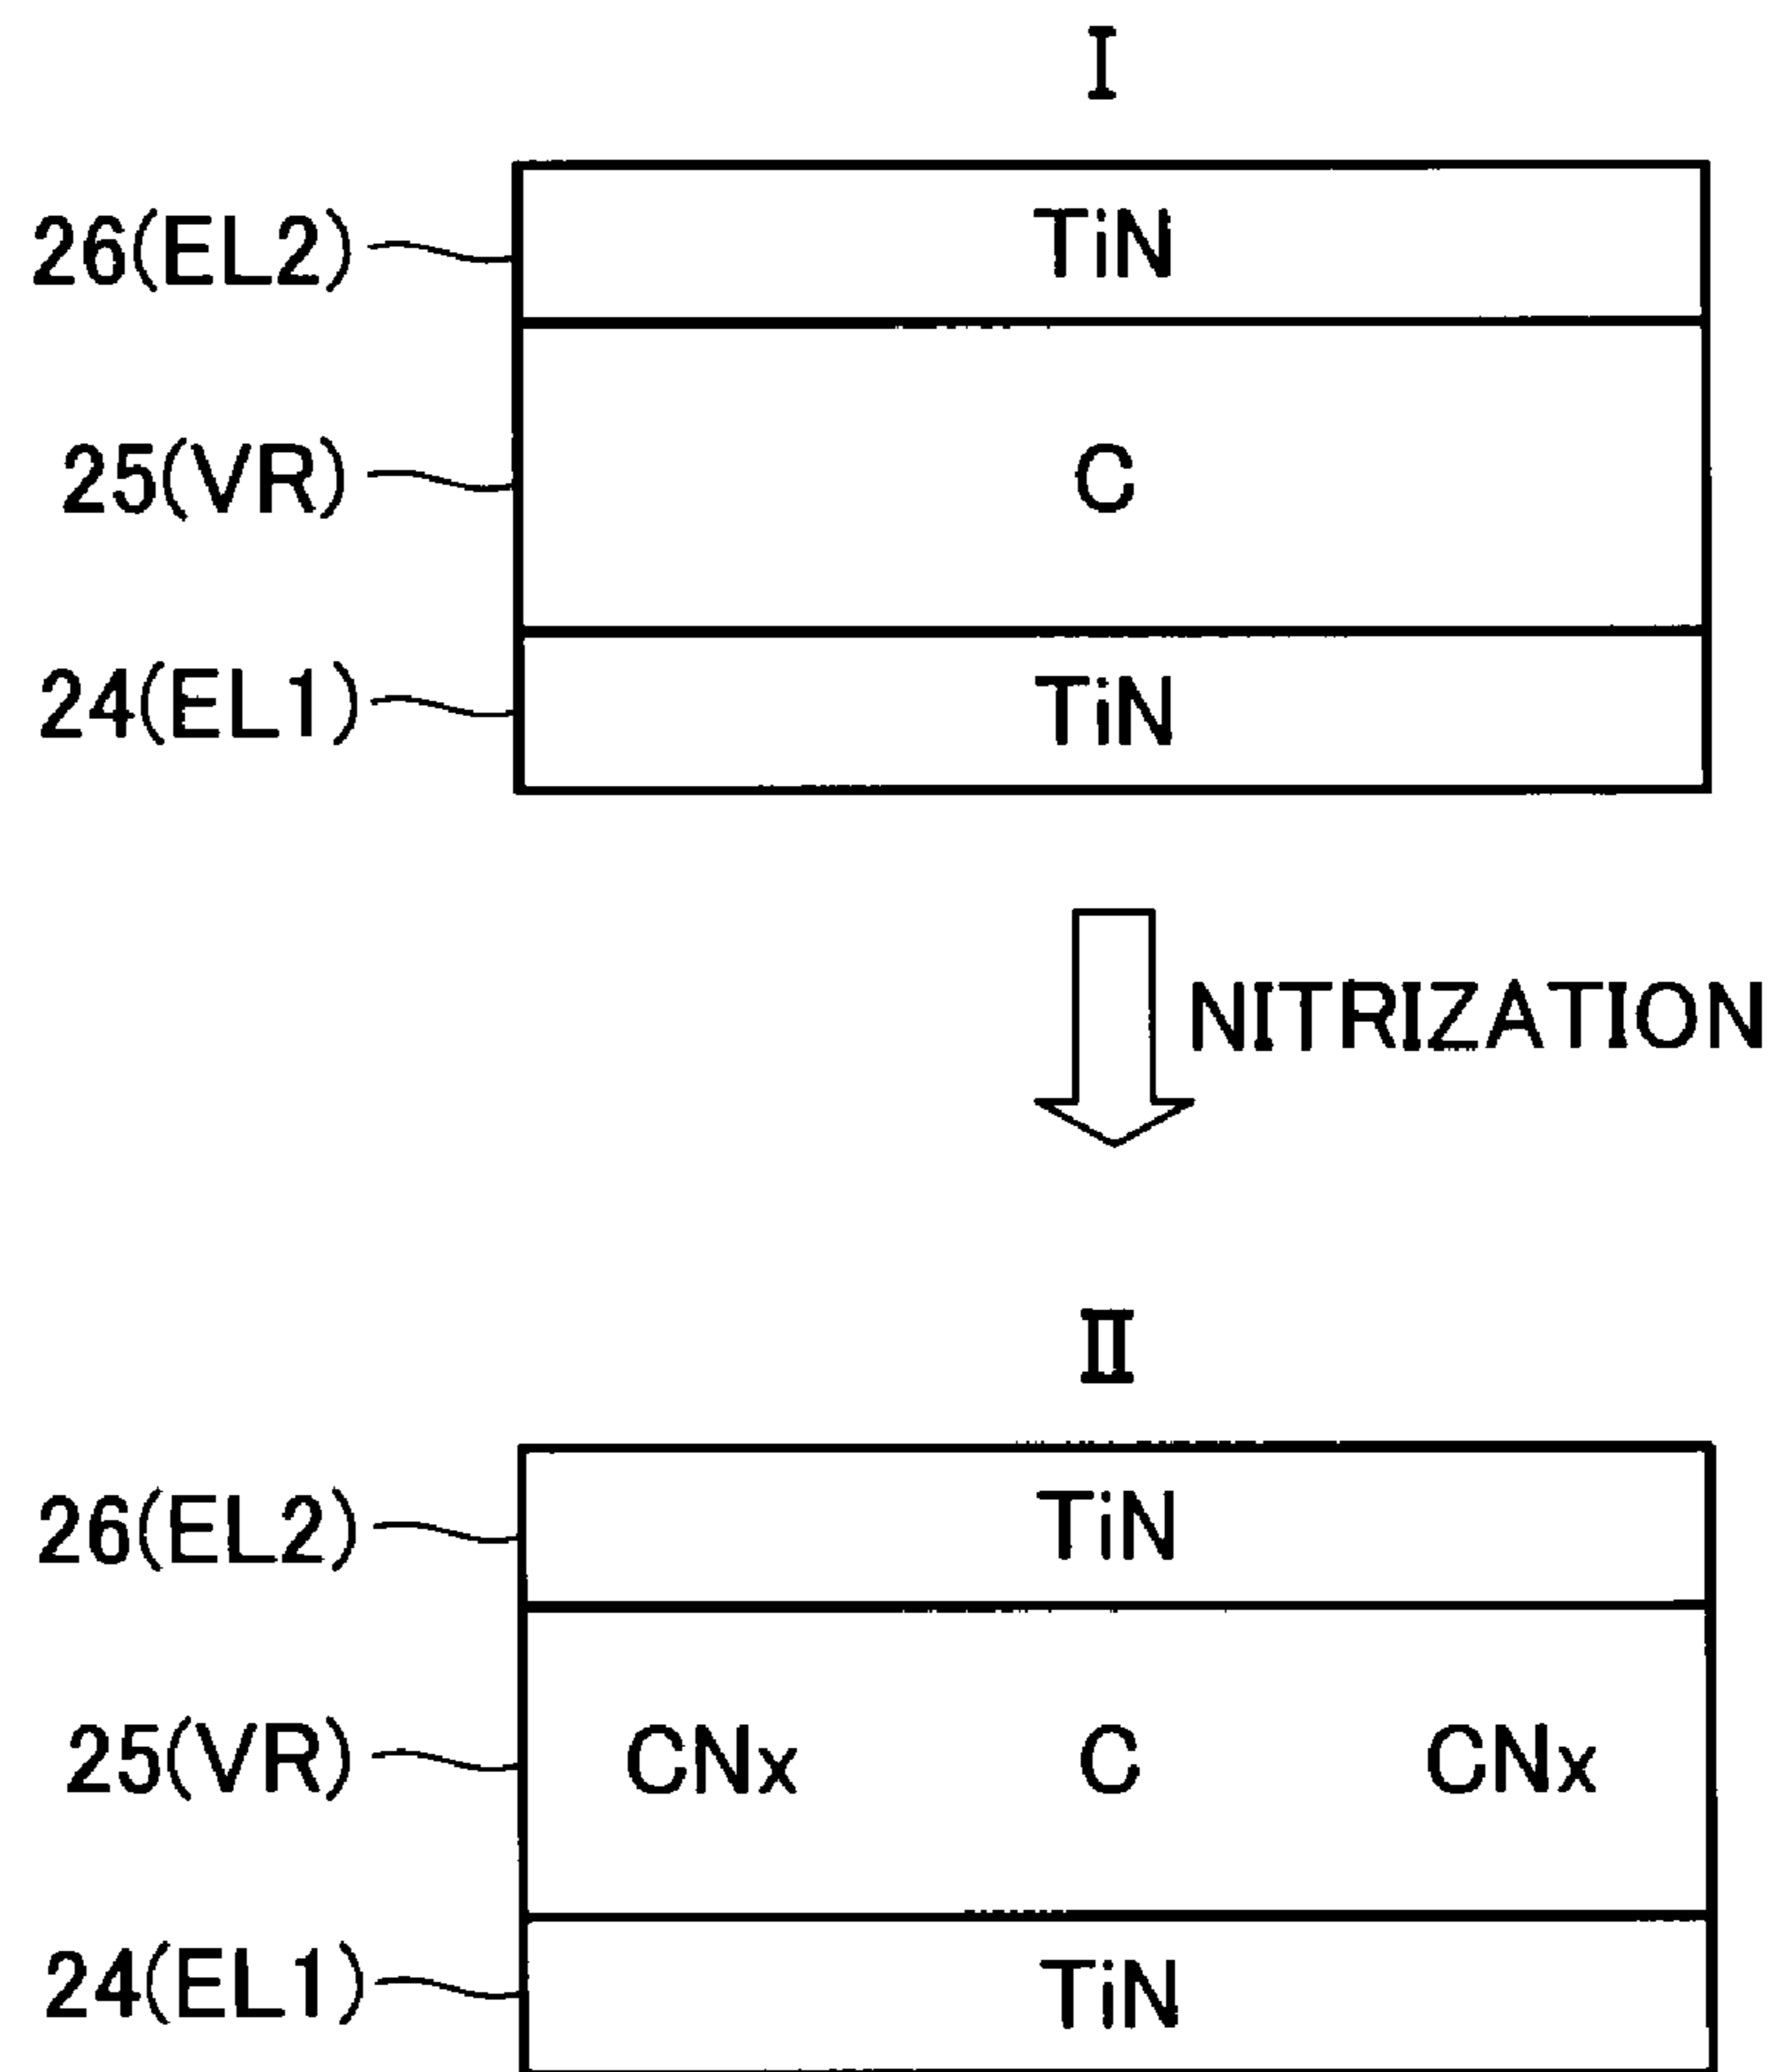 I
26(EL2) TiN
25(VR) C
24(EL1) TiN
NITRIZATION
II
26(EL2) TiN
25(VR) CNx C CNx
24(EL1) TiN